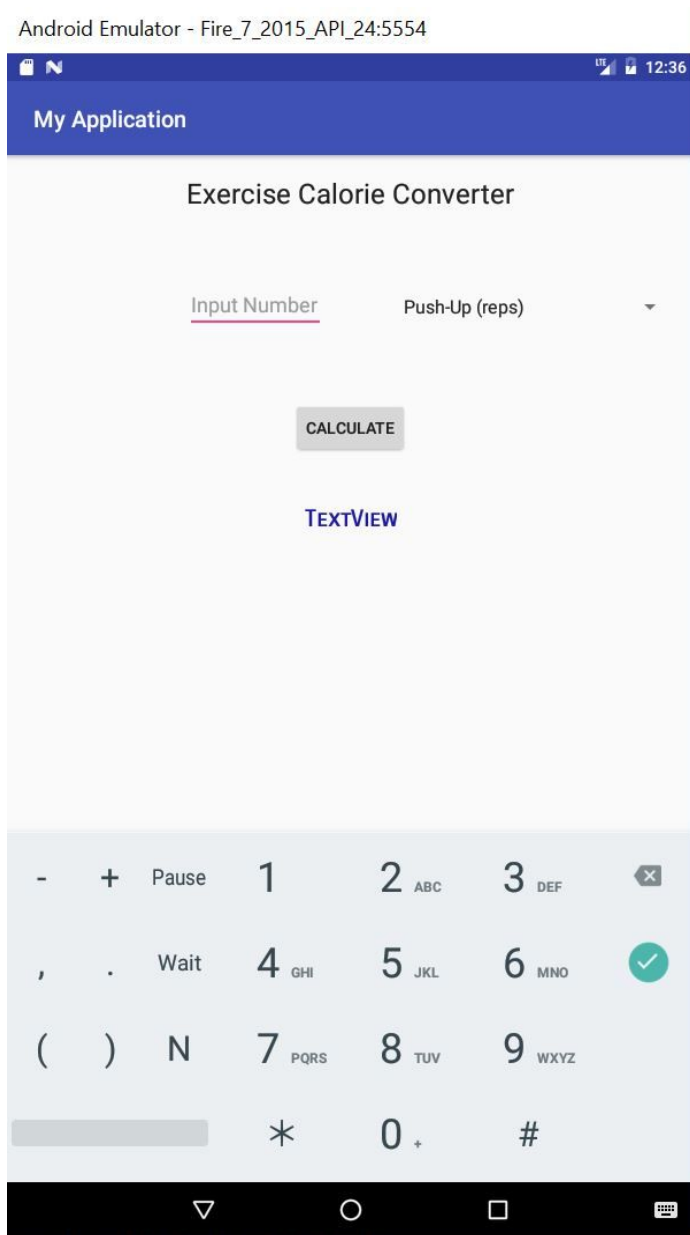 Android Emulator - Fire_7_2015_API_24:5554
LTE 12:36
My Application
Exercise Calorie Converter
Input Number Push-Up (reps)
CALCULATE
TEXTVIEW
- + Pause 1 2 ABC 3 DEF
, . Wait 4 GHI 5 JKL 6 MNO
( ) N 7 PQRS 8 TUV 9 WXYZ
* 0 + #